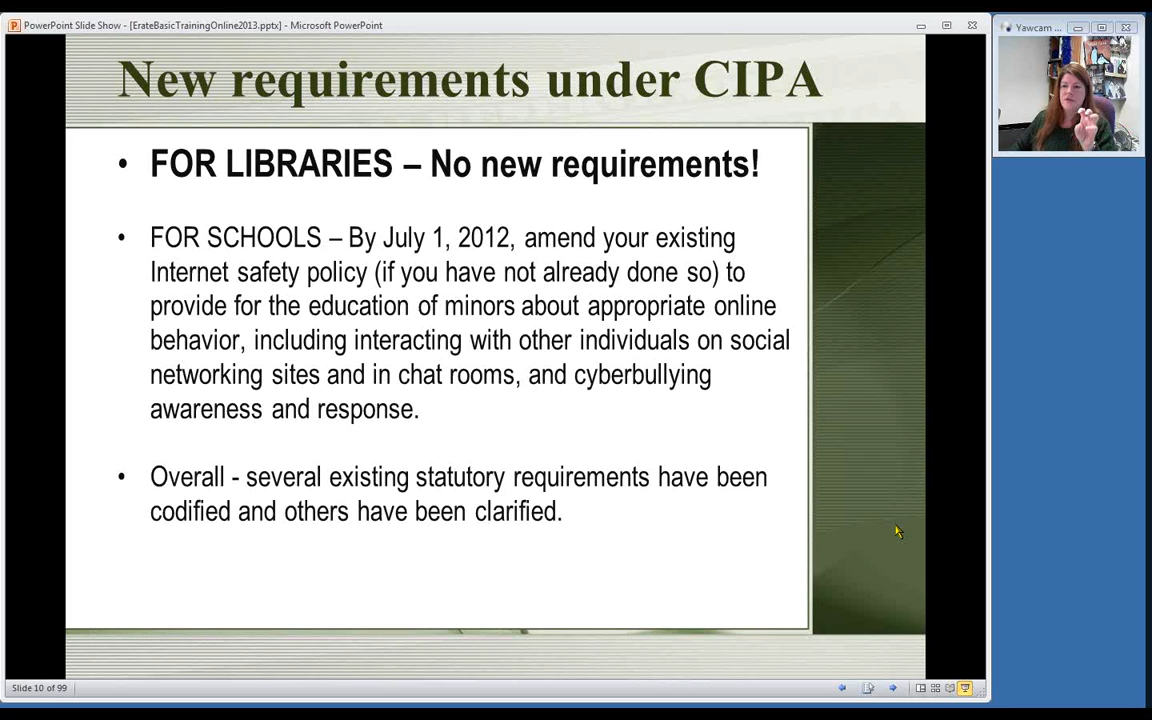 PowerPoint Slide Show - [ErateBasicTrainingOnline2013.pptx] - Microsoft PowerPoint
Yawcam ...
New requirements under CIPA
• FOR LIBRARIES – No new requirements!
• FOR SCHOOLS – By July 1, 2012, amend your existing
Internet safety policy (if you have not already done so) to
provide for the education of minors about appropriate online
behavior, including interacting with other individuals on social
networking sites and in chat rooms, and cyberbullying
awareness and response.
• Overall - several existing statutory requirements have been
codified and others have been clarified.
Slide 10 of 99